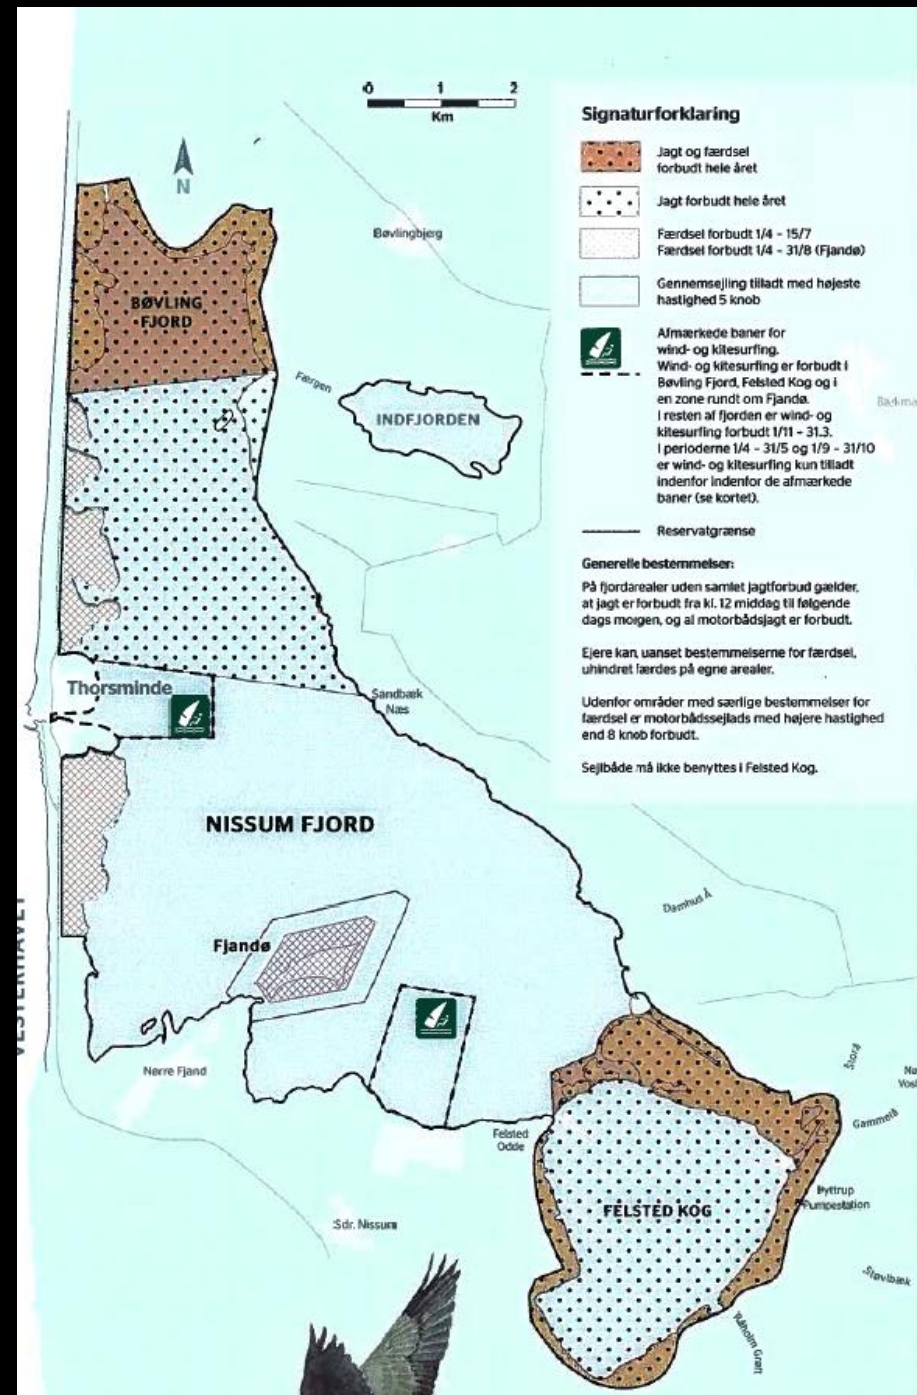 0 1 2
Km
N
Signaturforklaring
Jagt og færdsel
forbudt hele året
Jagt forbudt hele året
Færdsel forbudt 1/4 - 15/7
Færdsel forbudt 1/4 - 31/8 (Fjandø)
Gennemsejling tilladt med højeste
hastighed 5 knob
Afmærkede baner for
wind- og kitesurfing.
Wind- og kitesurfing er forbudt i
Bøvling Fjord, Felsted Kog og i
en zone rundt om Fjandø.
I resten af fjorden er wind- og
kitesurfing forbudt 1/11 - 31.3.
I perioderne 1/4 - 31/5 og 1/9 - 31/10
er wind- og kitesurfing kun tilladt
indenfor indenfor de afmærkede
baner (se kortet).
Reservatgrænse
Generelle bestemmelser:
På fjordarealer uden samlet jagtforbud gælder,
at jagt er forbudt fra kl. 12 middag til følgende
dags morgen, og al motorbådsjagt er forbudt.
Ejere kan, uanset bestemmelserne for færdsel,
uhindret færdes på egne arealer.
Udenfor områder med særlige bestemmelser for
færdsel er motorbådssejlads med højere hastighed
end 8 knob forbudt.
Sejlbåde må ikke benyttes i Felsted Kog.
Bøvlingbjerg
BØVLING
FJORD
Færgen
INDFJORDEN
Thorsminde
Sandbæk
Næs
NISSUM FJORD
VESTERHAVET
Fjandø
Damhus Å
Nørre Fjand
Storå
Gammelå
Felsted
Odde
Pyttrup
Pumpestation
FELSTED KOG
Sdr. Nissum
Støvlbæk
Råholm Grøft